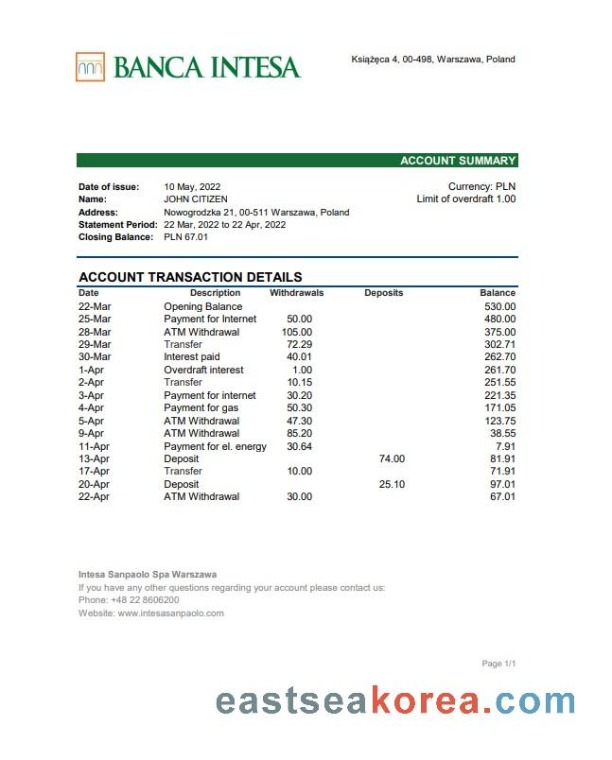 BANCA INTESA
Książęca 4, 00-498, Warszawa, Poland
ACCOUNT SUMMARY
Date of issue: 10 May, 2022 Currency: PLN
Name: JOHN CITIZEN Limit of overdraft 1.00
Address: Nowogrodzka 21, 00-511 Warszawa, Poland
Statement Period: 22 Mar, 2022 to 22 Apr, 2022
Closing Balance: PLN 67.01
ACCOUNT TRANSACTION DETAILS
Date Description Withdrawals Deposits Balance
22-Mar Opening Balance 530.00
25-Mar Payment for Internet 50.00 480.00
28-Mar ATM Withdrawal 105.00 375.00
29-Mar Transfer 72.29 302.71
30-Mar Interest paid 40.01 262.70
1-Apr Overdraft interest 1.00 261.70
2-Apr Transfer 10.15 251.55
3-Apr Payment for internet 30.20 221.35
4-Apr Payment for gas 50.30 171.05
5-Apr ATM Withdrawal 47.30 123.75
9-Apr ATM Withdrawal 85.20 38.55
11-Apr Payment for el. energy 30.64 7.91
13-Apr Deposit 74.00 81.91
17-Apr Transfer 10.00 71.91
20-Apr Deposit 25.10 97.01
22-Apr ATM Withdrawal 30.00 67.01
Intesa Sanpaolo Spa Warszawa
If you have any other questions regarding your account please contact us:
Phone: +48 22 8606200
Website: www.intesasanpaolo.com
Page 1/1
eastseakorea.com